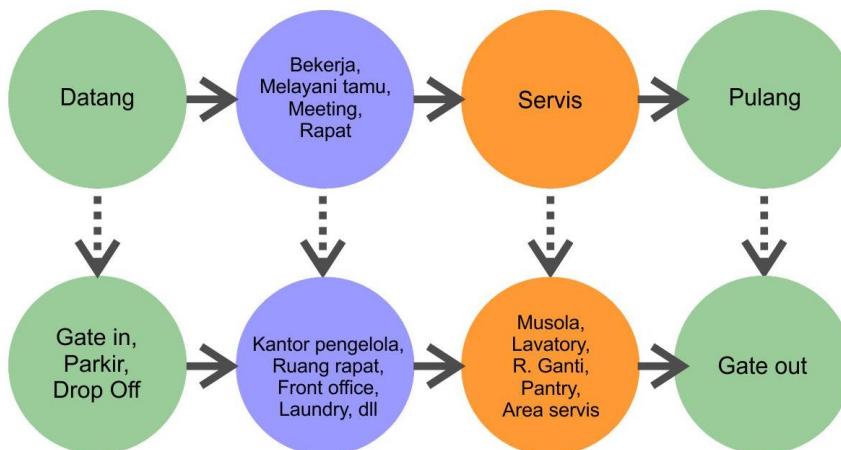 Datang
Bekerja,
Melayani tamu,
Meeting,
Rapat
Servis
Pulang
Gate in,
Parkir,
Drop Off
Kantor pengelola,
Ruang rapat,
Front office,
Laundry, dll
Musola,
Lavatory,
R. Ganti,
Pantry,
Area servis
Gate out